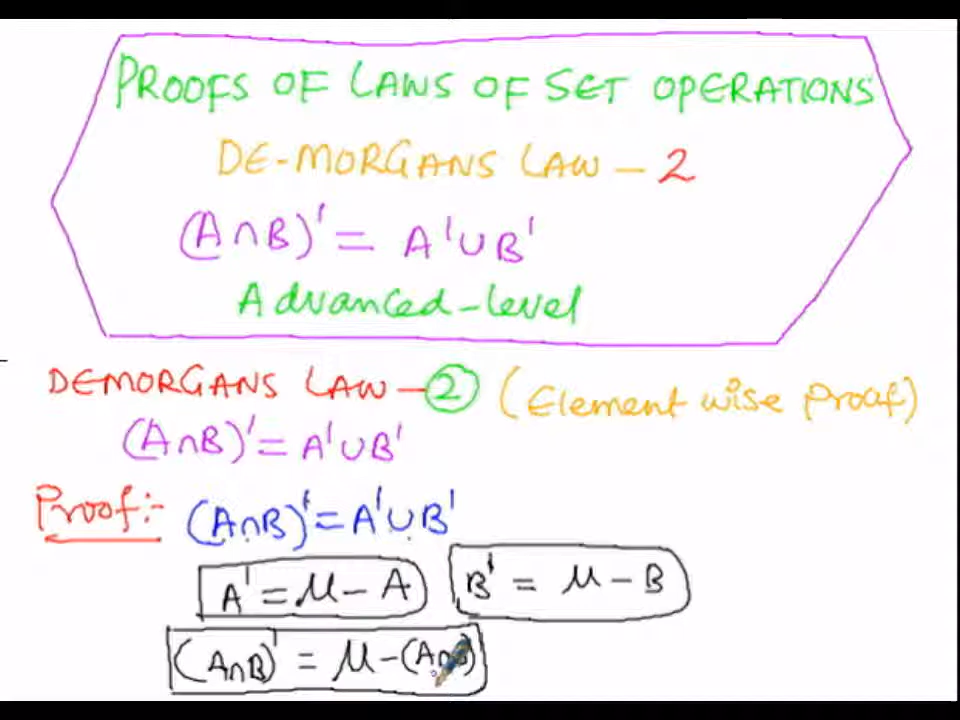 PROOFS OF LAWS OF SET OPERATIONS
DE-MORGANS LAW - 2
(A∩B)' = A'∪B'
Advanced-level
DEMORGANS LAW - 2 (Element wise Proof)
(A∩B)' = A'∪B'
Proof:- (A∩B)' = A'∪B'
A' = μ - A B' = μ - B
(A∩B)' = μ - (A∩B)